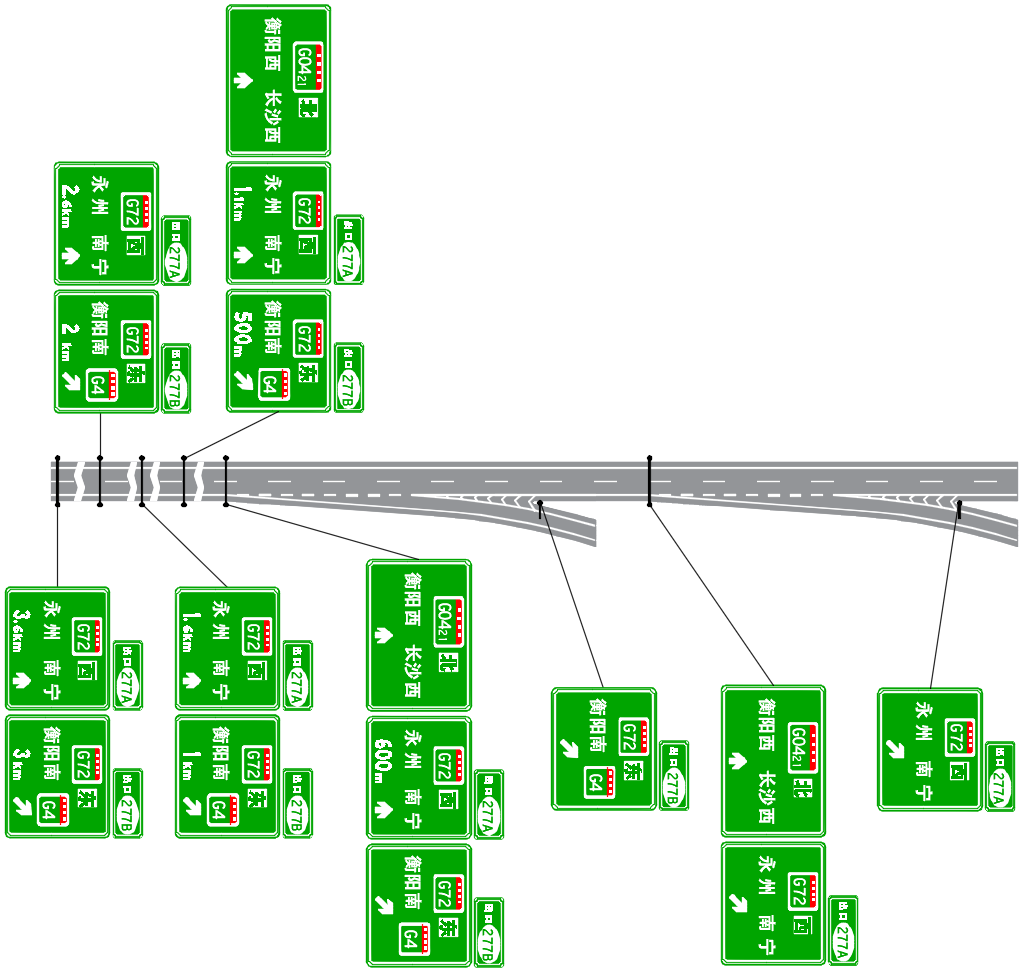 G0421 北
衡阳西 长沙西
出口 277A
G72 西
永州 南宁
2.6km
出口 277B
G72 东
衡阳南
G4
2 km
出口 277A
G72 西
永州 南宁
1.1km
出口 277B
G72 东
衡阳南
G4
500m
出口 277A
G72 西
永州 南宁
3.6km
出口 277B
G72 东
衡阳南
G4
3 km
出口 277A
G72 西
永州 南宁
1.6km
出口 277B
G72 东
衡阳南
G4
1 km
G0421 北
衡阳西 长沙西
出口 277A
G72 西
永州 南宁
600m
出口 277B
G72 东
衡阳南
G4
出口 277B
G72 东
衡阳南
G4
G0421 北
衡阳西 长沙西
出口 277A
G72 西
永州 南宁
出口 277A
G72 西
永州 南宁